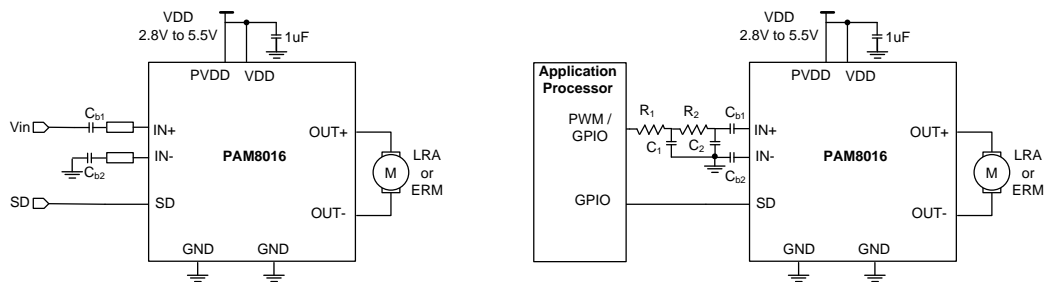 VDD
2.8V to 5.5V
1uF
PVDD
VDD
Vin
Cb1
IN+
IN-
Cb2
PAM8016
OUT+
LRA
or
ERM
M
SD
SD
OUT-
GND
GND
VDD
2.8V to 5.5V
1uF
PVDD
VDD
Application
Processor
PWM /
GPIO
R1
R2
Cb1
C1
C2
IN+
IN-
Cb2
PAM8016
OUT+
LRA
or
ERM
M
GPIO
SD
OUT-
GND
GND